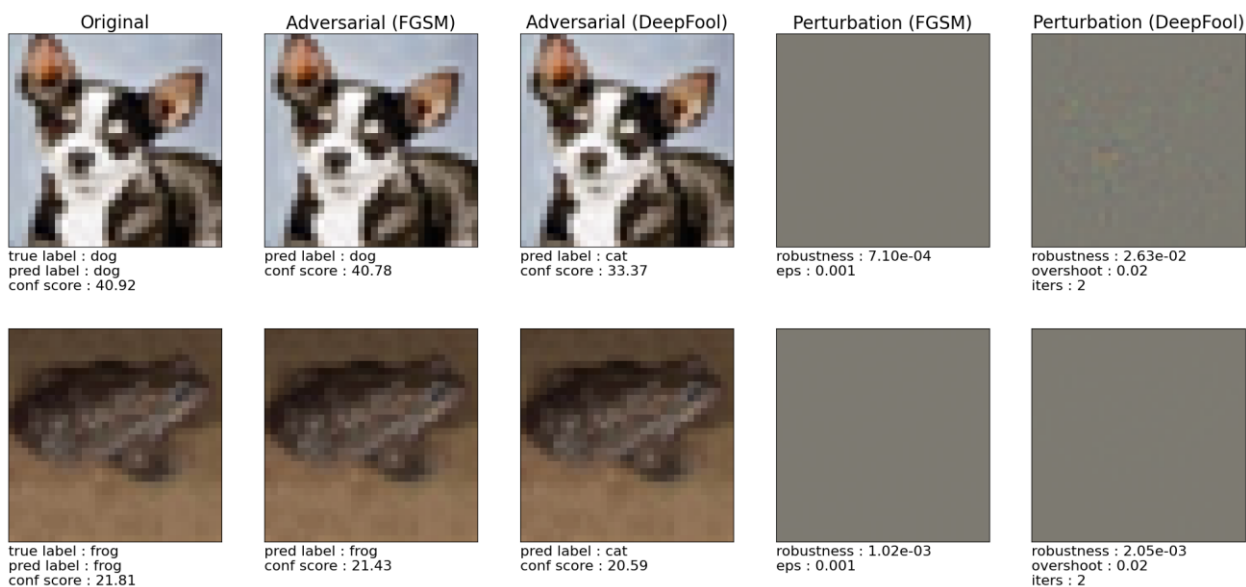 Original
Adversarial (FGSM)
Adversarial (DeepFool)
Perturbation (FGSM)
Perturbation (DeepFool)
true label : dog
pred label : dog
conf score : 40.92
pred label : dog
conf score : 40.78
pred label : cat
conf score : 33.37
robustness : 7.10e-04
eps : 0.001
robustness : 2.63e-02
overshoot : 0.02
iters : 2
true label : frog
pred label : frog
conf score : 21.81
pred label : frog
conf score : 21.43
pred label : cat
conf score : 20.59
robustness : 1.02e-03
eps : 0.001
robustness : 2.05e-03
overshoot : 0.02
iters : 2